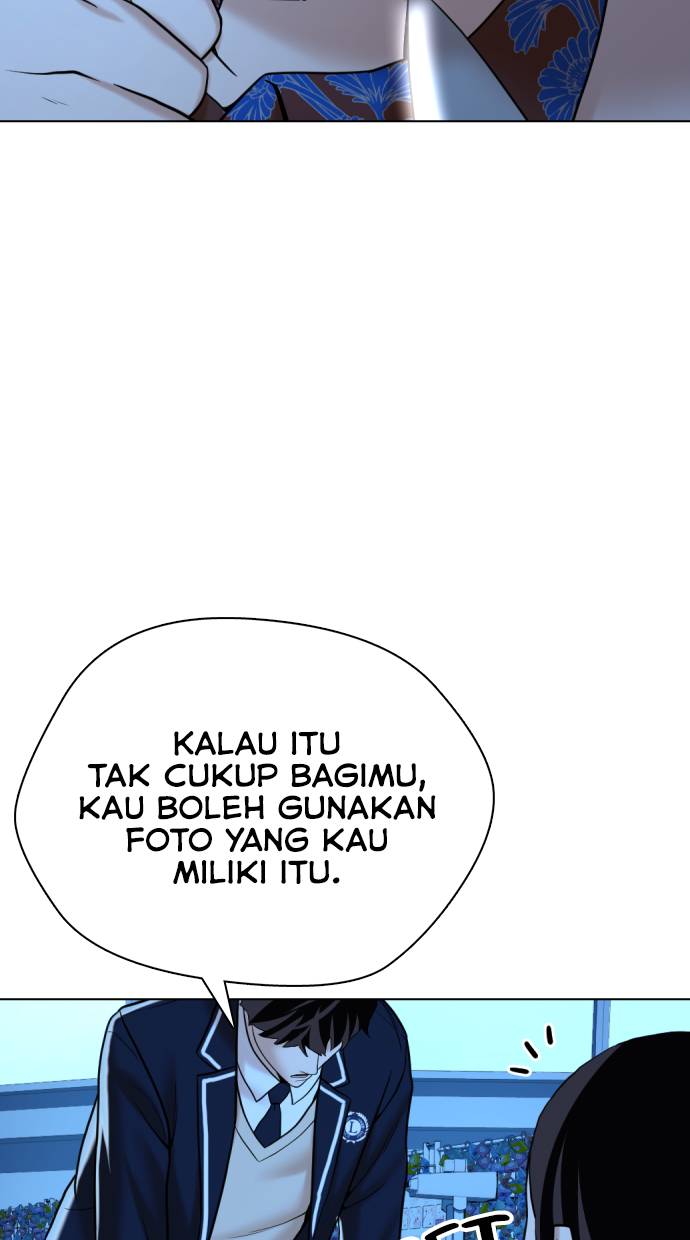 KALAU ITU
TAK CUKUP BAGIMU,
KAU BOLEH GUNAKAN
FOTO YANG KAU
MILIKI ITU.
L